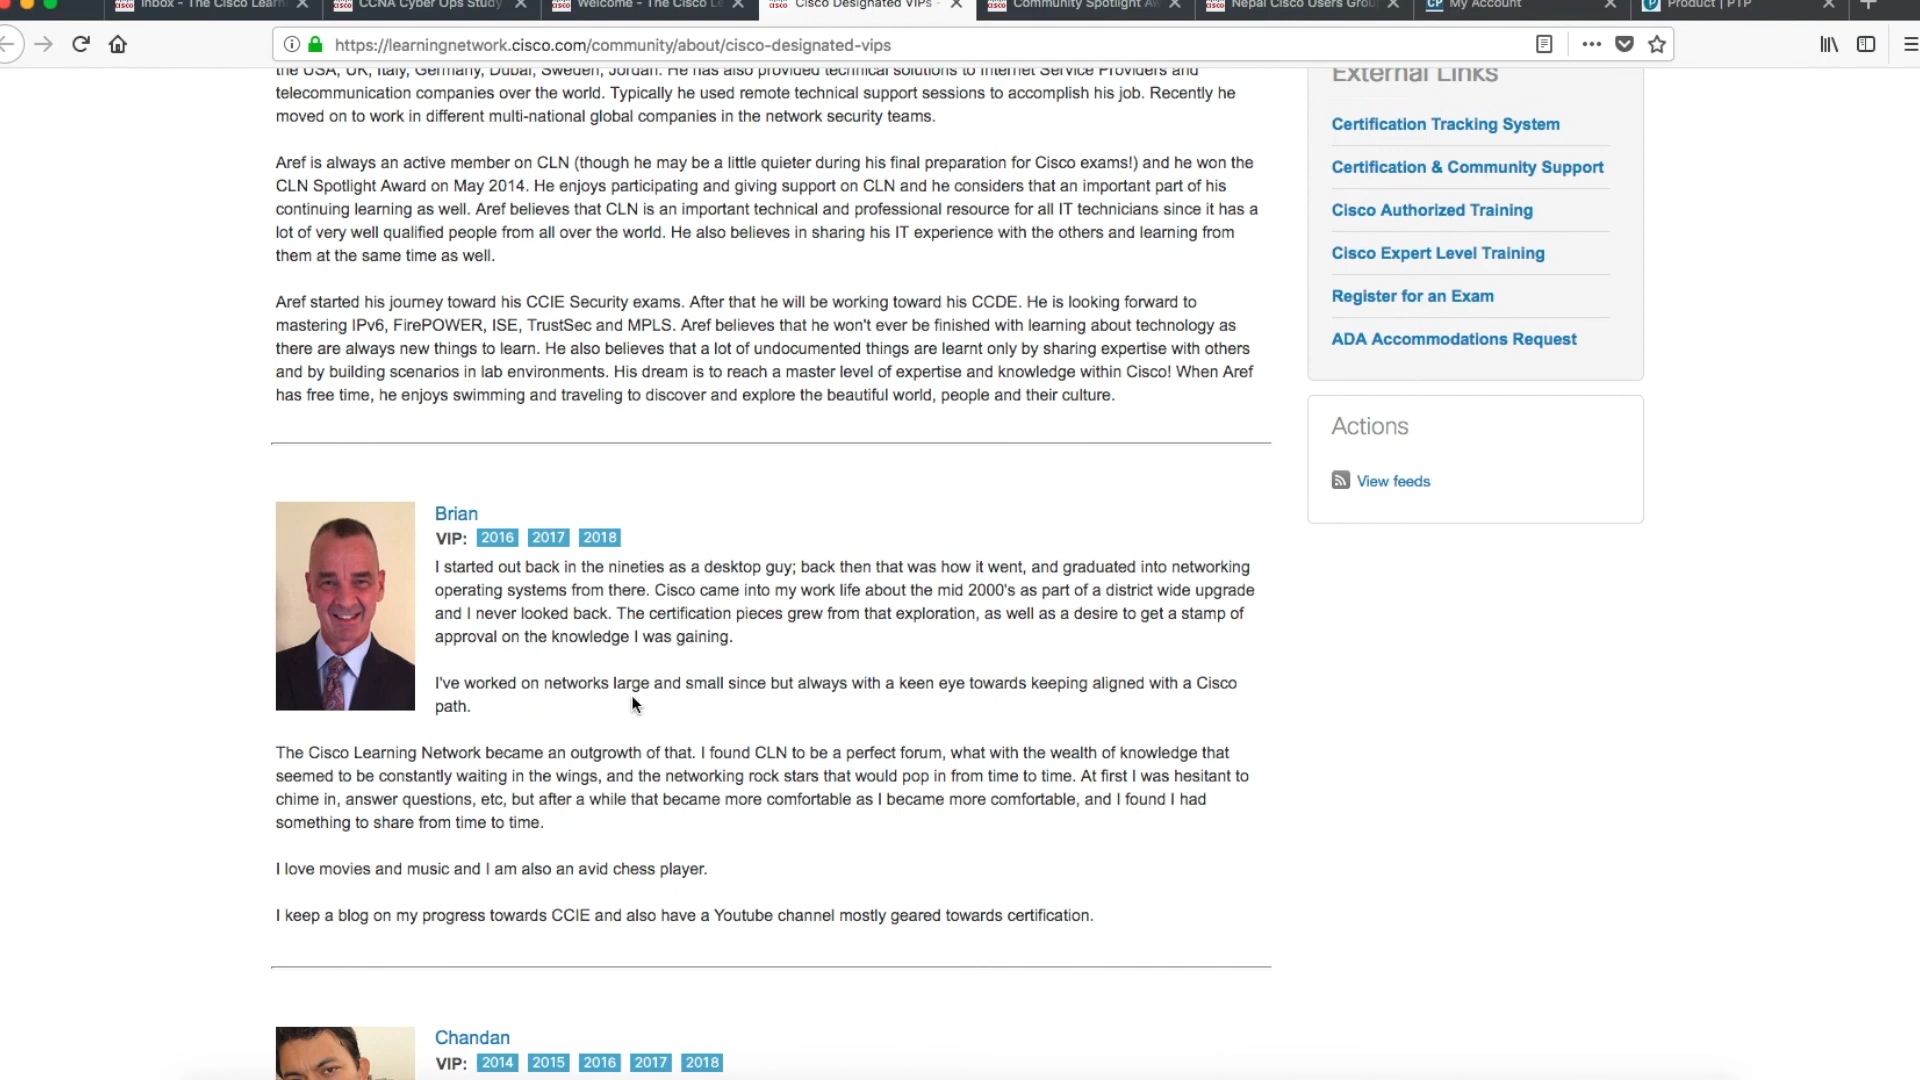 Inbox - The Cisco Learn
CCNA Cyber Ops Study
Welcome - The Cisco Le
Cisco Designated VIPs -
Community Spotlight Aw
Nepal Cisco Users Grou
CP My Account
Product | PTP
https://learningnetwork.cisco.com/community/about/cisco-designated-vips
the USA, UK, Italy, Germany, Dubai, Sweden, Jordan. He has also provided technical solutions to Internet Service Providers and
telecommunication companies over the world. Typically he used remote technical support sessions to accomplish his job. Recently he
moved on to work in different multi-national global companies in the network security teams.
Aref is always an active member on CLN (though he may be a little quieter during his final preparation for Cisco exams!) and he won the
CLN Spotlight Award on May 2014. He enjoys participating and giving support on CLN and he considers that an important part of his
continuing learning as well. Aref believes that CLN is an important technical and professional resource for all IT technicians since it has a
lot of very well qualified people from all over the world. He also believes in sharing his IT experience with the others and learning from
them at the same time as well.
Aref started his journey toward his CCIE Security exams. After that he will be working toward his CCDE. He is looking forward to
mastering IPv6, FirePOWER, ISE, TrustSec and MPLS. Aref believes that he won't ever be finished with learning about technology as
there are always new things to learn. He also believes that a lot of undocumented things are learnt only by sharing expertise with others
and by building scenarios in lab environments. His dream is to reach a master level of expertise and knowledge within Cisco! When Aref
has free time, he enjoys swimming and traveling to discover and explore the beautiful world, people and their culture.
Brian
VIP: 2016 2017 2018
I started out back in the nineties as a desktop guy; back then that was how it went, and graduated into networking
operating systems from there. Cisco came into my work life about the mid 2000's as part of a district wide upgrade
and I never looked back. The certification pieces grew from that exploration, as well as a desire to get a stamp of
approval on the knowledge I was gaining.
I've worked on networks large and small since but always with a keen eye towards keeping aligned with a Cisco
path.
The Cisco Learning Network became an outgrowth of that. I found CLN to be a perfect forum, what with the wealth of knowledge that
seemed to be constantly waiting in the wings, and the networking rock stars that would pop in from time to time. At first I was hesitant to
chime in, answer questions, etc, but after a while that became more comfortable as I became more comfortable, and I found I had
something to share from time to time.
I love movies and music and I am also an avid chess player.
I keep a blog on my progress towards CCIE and also have a Youtube channel mostly geared towards certification.
Chandan
VIP: 2014 2015 2016 2017 2018
External Links
Certification Tracking System
Certification & Community Support
Cisco Authorized Training
Cisco Expert Level Training
Register for an Exam
ADA Accommodations Request
Actions
View feeds